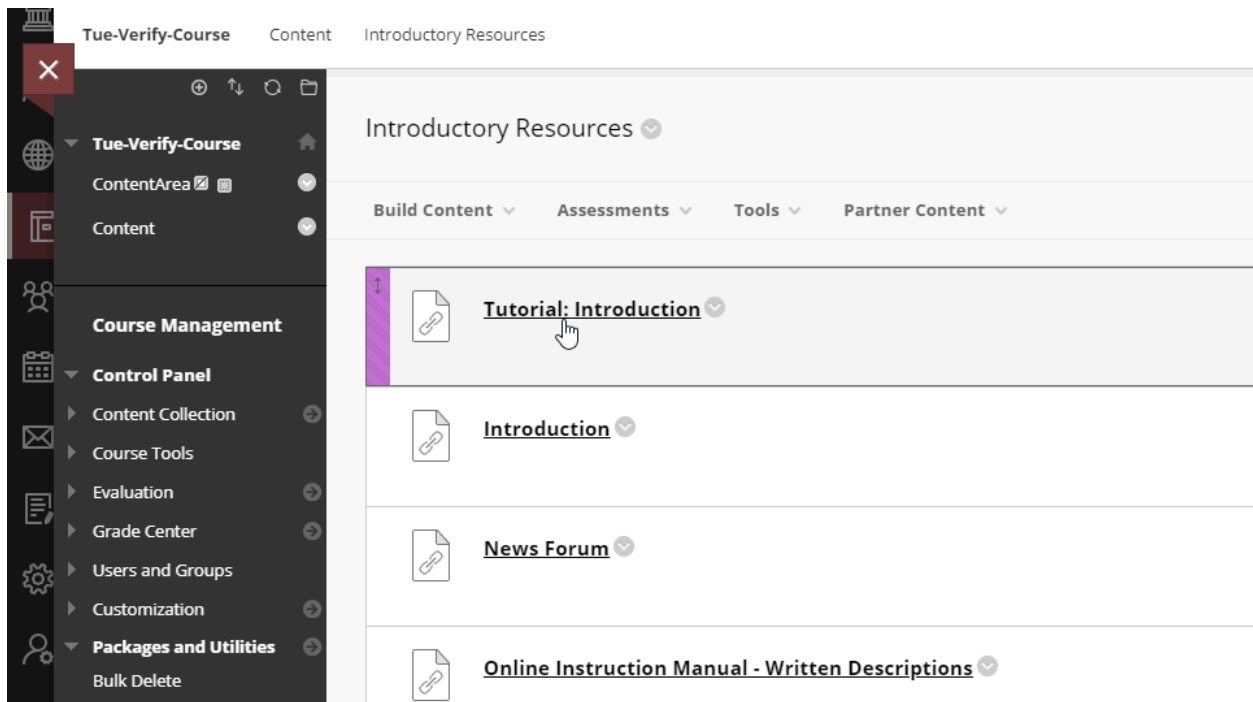 Tue-Verify-Course Content Introductory Resources
Tue-Verify-Course
ContentArea
Content
Course Management
Control Panel
Content Collection
Course Tools
Evaluation
Grade Center
Users and Groups
Customization
Packages and Utilities
Bulk Delete
Introductory Resources
Build Content Assessments Tools Partner Content
Tutorial: Introduction
Introduction
News Forum
Online Instruction Manual - Written Descriptions